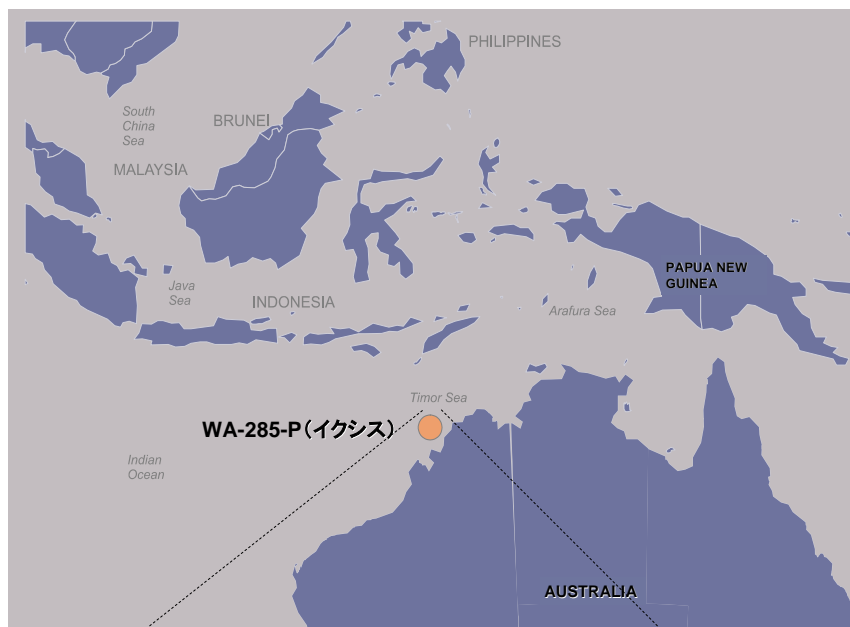 PHILIPPINES
South
China
Sea
BRUNEI
MALAYSIA
PAPUA NEW
GUINEA
Java
Sea
INDONESIA
Arafura Sea
Timor Sea
WA-285-P（イクシス）
Indian
Ocean
AUSTRALIA